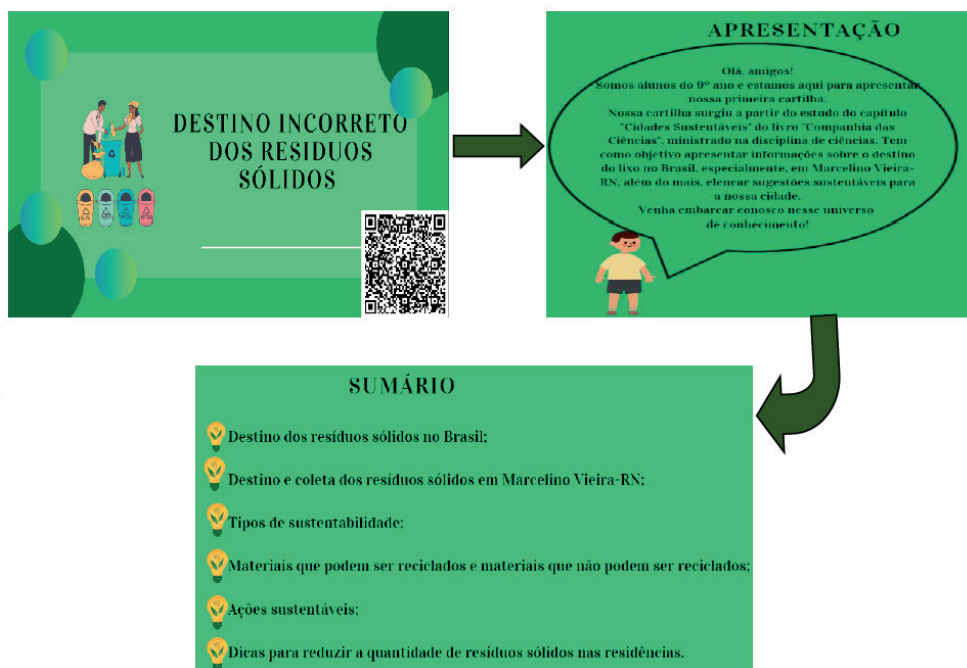 DESTINO INCORRETO
DOS RESIDUOS
SÓLIDOS
APRESENTAÇÃO
Olá, amigos!
Somos alunos do 9º ano e estamos aqui para apresentar
nossa primeira cartilha.
Nossa cartilha surgiu a partir do estudo do capítulo
"Cidades Sustentáveis" do livro "Companhia das
Ciências", ministrado na disciplina de ciências. Tem
como objetivo apresentar informações sobre o destino
do lixo no Brasil, especialmente, em Marcelino Vieira-
RN, além do mais, elencar sugestões sustentáveis para
a nossa cidade.
Venha embarcar conosco nesse universo
de conhecimento!
SUMÁRIO
Destino dos resíduos sólidos no Brasil;
Destino e coleta dos resíduos sólidos em Marcelino Vieira-RN;
Tipos de sustentabilidade;
Materiais que podem ser reciclados e materiais que não podem ser reciclados;
Ações sustentáveis;
Dicas para reduzir a quantidade de resíduos sólidos nas residências.